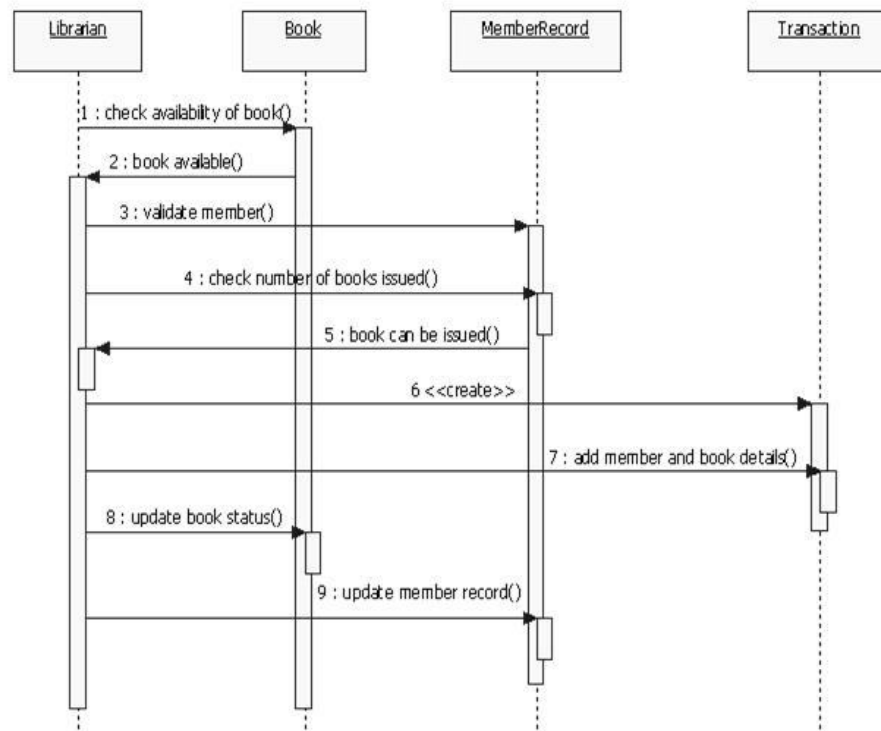 Librarian
Book
MemberRecord
Transaction
1 : check availability of book()
2 : book available()
3 : validate member()
4 : check number of books issued()
5 : book can be issued()
6 <<create>>
7 : add member and book details()
8 : update book status()
9 : update member record()